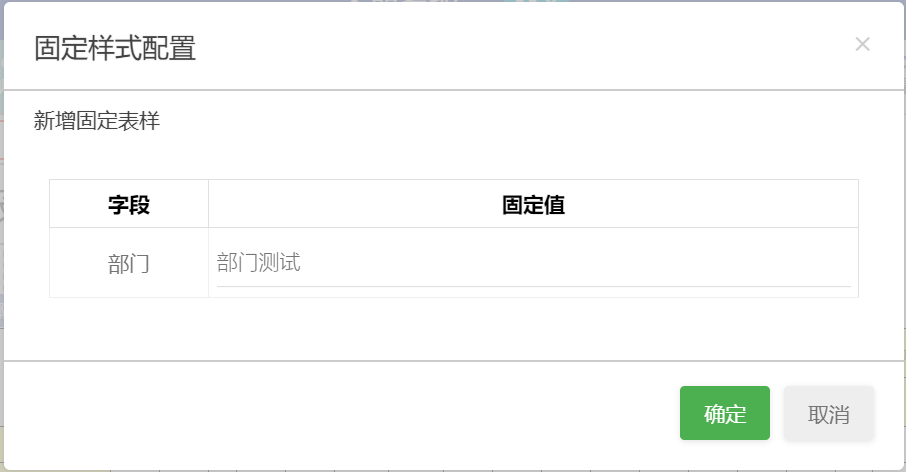 固定样式配置
×
新增固定表样
字段 固定值
部门 部门测试
确定 取消